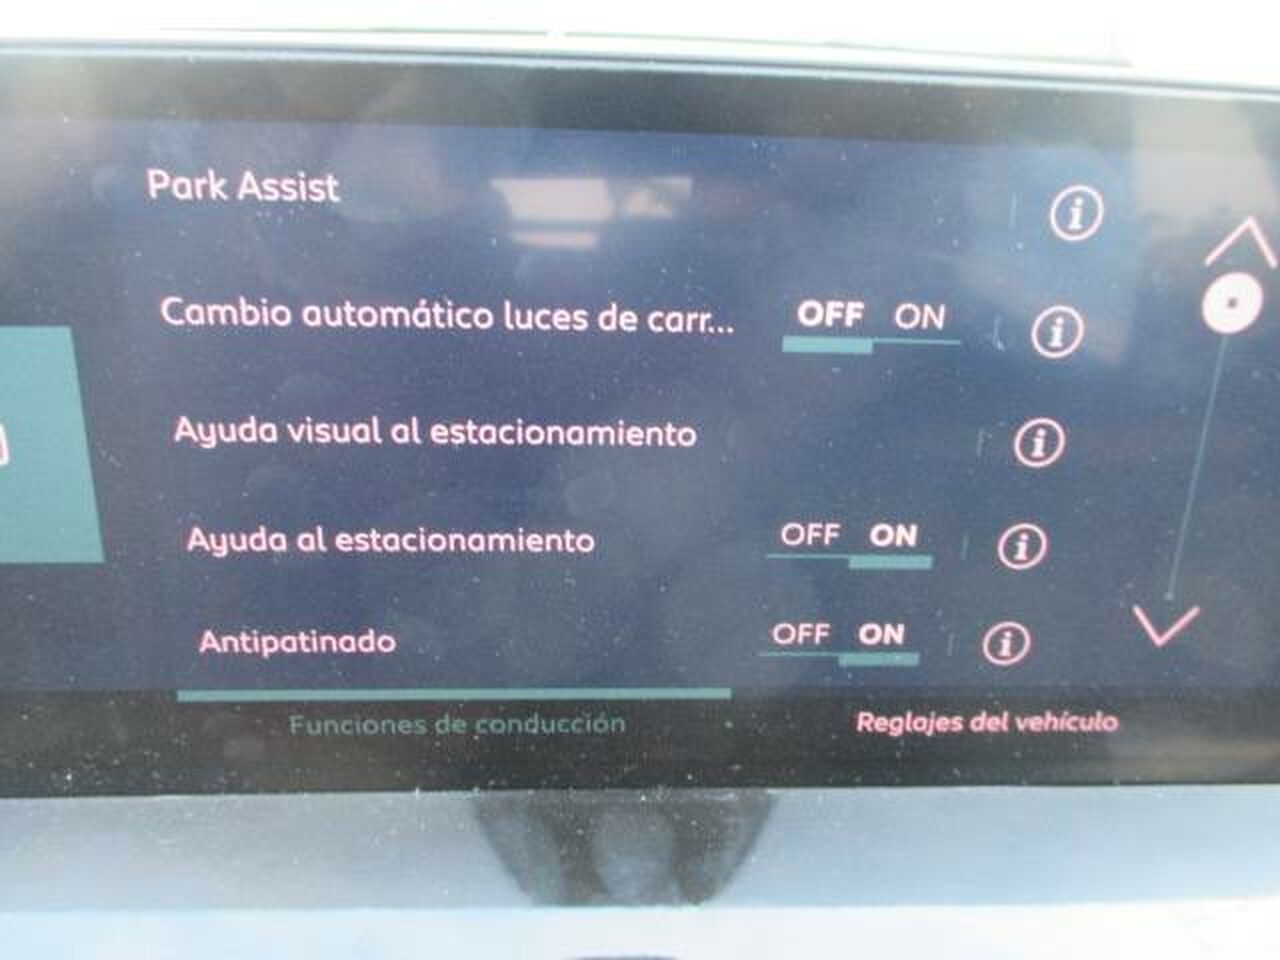 Park Assist
Cambio automático luces de carr... OFF ON
Ayuda visual al estacionamiento
Ayuda al estacionamiento OFF ON
Antipatinado OFF ON
Funciones de conducción Reglajes del vehículo